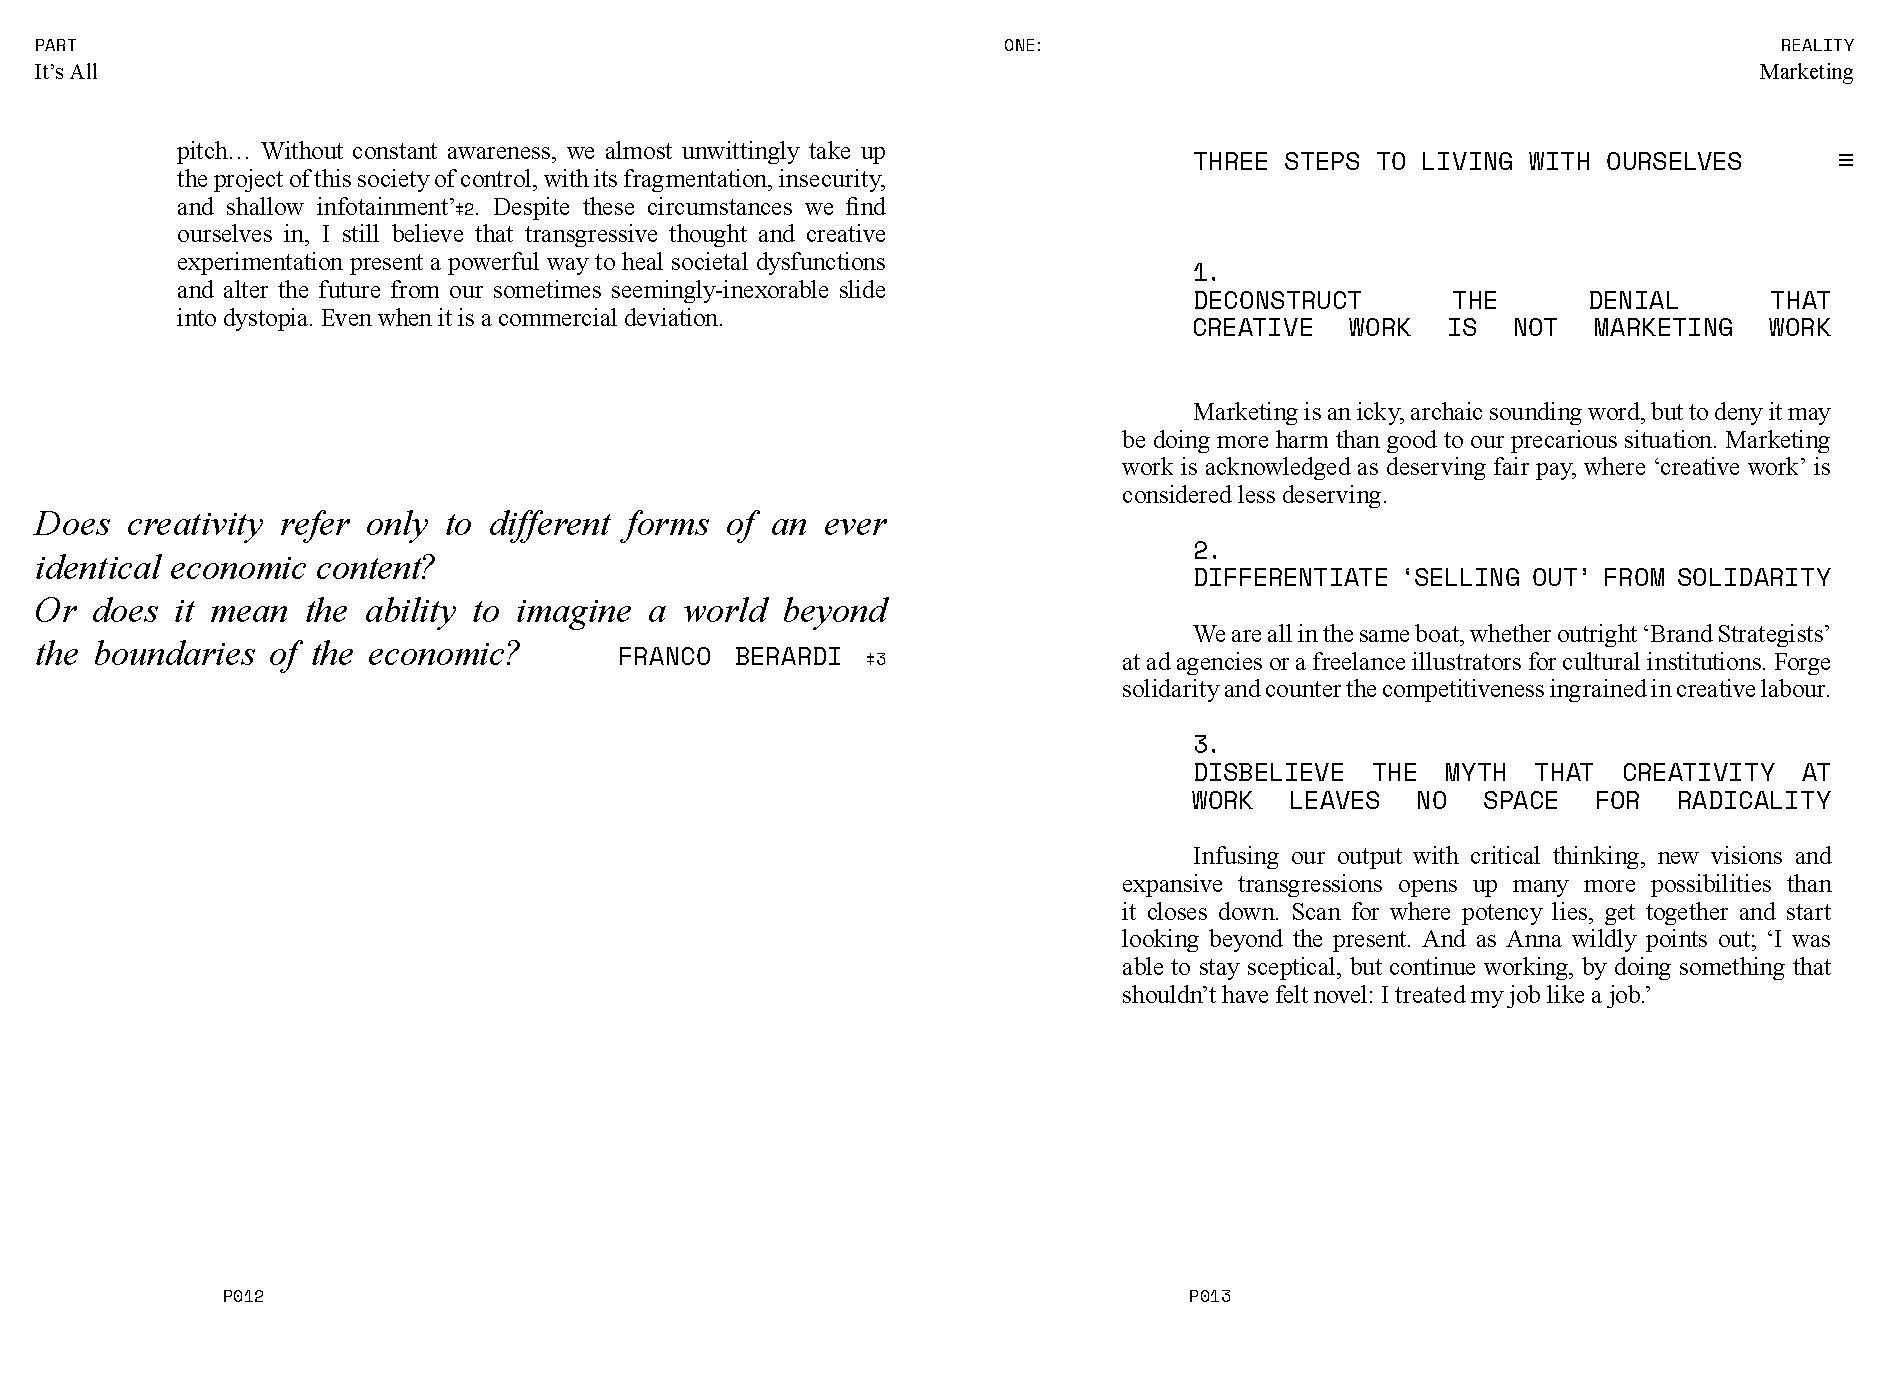 PART ONE: REALITY
It’s All Marketing
pitch… Without constant awareness, we almost unwittingly take up
the project of this society of control, with its fragmentation, insecurity,
and shallow infotainment’‡2. Despite these circumstances we find
ourselves in, I still believe that transgressive thought and creative
experimentation present a powerful way to heal societal dysfunctions
and alter the future from our sometimes seemingly-inexorable slide
into dystopia. Even when it is a commercial deviation.
Does creativity refer only to different forms of an ever
identical economic content?
Or does it mean the ability to imagine a world beyond
the boundaries of the economic? FRANCO BERARDI ‡3
P012
THREE STEPS TO LIVING WITH OURSELVES ≡
1.
DECONSTRUCT THE DENIAL THAT
CREATIVE WORK IS NOT MARKETING WORK
Marketing is an icky, archaic sounding word, but to deny it may
be doing more harm than good to our precarious situation. Marketing
work is acknowledged as deserving fair pay, where ‘creative work’ is
considered less deserving.
2.
DIFFERENTIATE ‘SELLING OUT’ FROM SOLIDARITY
We are all in the same boat, whether outright ‘Brand Strategists’
at ad agencies or a freelance illustrators for cultural institutions. Forge
solidarity and counter the competitiveness ingrained in creative labour.
3.
DISBELIEVE THE MYTH THAT CREATIVITY AT
WORK LEAVES NO SPACE FOR RADICALITY
Infusing our output with critical thinking, new visions and
expansive transgressions opens up many more possibilities than
it closes down. Scan for where potency lies, get together and start
looking beyond the present. And as Anna wildly points out; ‘I was
able to stay sceptical, but continue working, by doing something that
shouldn’t have felt novel: I treated my job like a job.’
P013